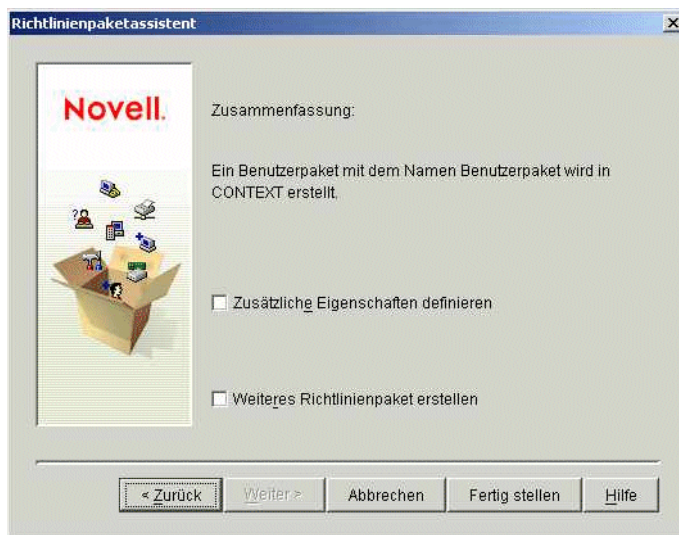 Richtlinienpaketassistent
Novell.
Zusammenfassung:
Ein Benutzerpaket mit dem Namen Benutzerpaket wird in
CONTEXT erstellt.
Zusätzliche Eigenschaften definieren
Weiteres Richtlinienpaket erstellen
< Zurück
Weiter >
Abbrechen
Fertig stellen
Hilfe